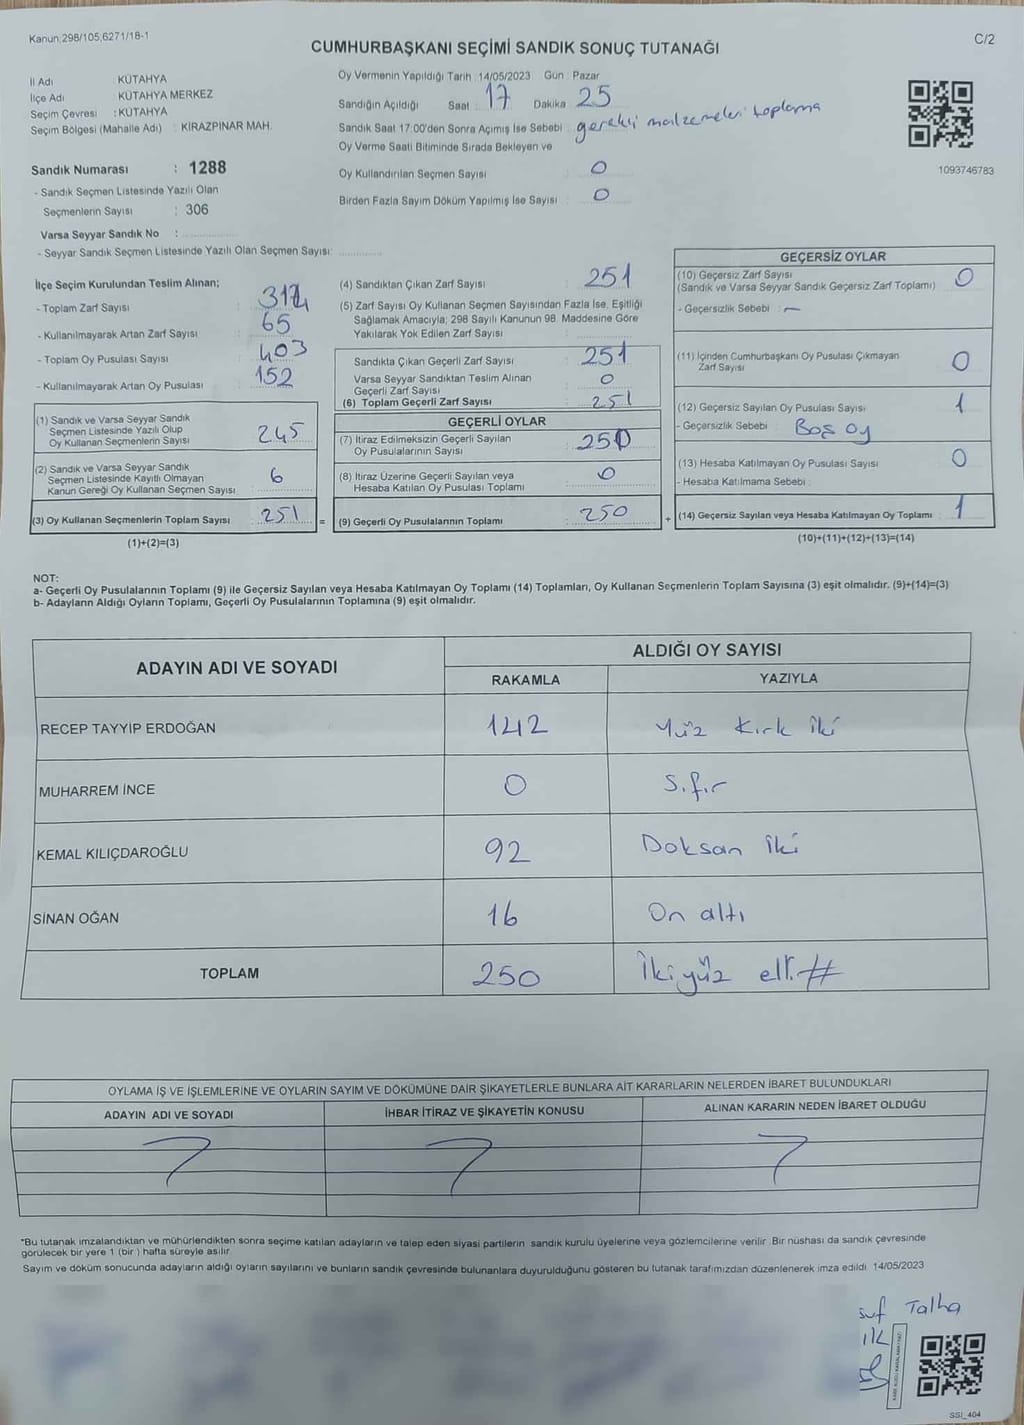 Kanun;298/105,6271/18-1
C/2
CUMHURBAŞKANI SEÇİMİ SANDIK SONUÇ TUTANAĞI
İl Adı : KÜTAHYA
İlçe Adı : KÜTAHYA MERKEZ
Seçim Çevresi : KÜTAHYA
Seçim Bölgesi (Mahalle Adı) : KİRAZPINAR MAH.
Oy Vermenin Yapıldığı Tarih : 14/05/2023 Gün : Pazar
Sandığın Açıldığı Saat : 17 Dakika : 25
Sandık Saat 17:00'den Sonra Açımış İse Sebebi : gerekli malzemeleri toplama
Oy Verme Saati Bitiminde Sırada Bekleyen ve
Oy Kullandırılan Seçmen Sayısı : 0
Birden Fazla Sayım Döküm Yapılmış İse Sayısı : 0
1093746783
Sandık Numarası : 1288
- Sandık Seçmen Listesinde Yazılı Olan
Seçmenlerin Sayısı : 306
Varsa Seyyar Sandık No :
- Seyyar Sandık Seçmen Listesinde Yazılı Olan Seçmen Sayısı:
İlçe Seçim Kurulundan Teslim Alınan;
- Toplam Zarf Sayısı :
- Kullanılmayarak Artan Zarf Sayısı : 65
- Toplam Oy Pusulası Sayısı : 403
- Kullanılmayarak Artan Oy Pusulası : 152
(1) Sandık ve Varsa Seyyar Sandık
Seçmen Listesinde Yazılı Olup
Oy Kullanan Seçmenlerin Sayısı : 245
(2) Sandık ve Varsa Seyyar Sandık
Seçmen Listesinde Kayıtlı Olmayan
Kanun Gereği Oy Kullanan Seçmen Sayısı : 6
(3) Oy Kullanan Seçmenlerin Toplam Sayısı : 251 =
(1)+(2)=(3)
(4) Sandıktan Çıkan Zarf Sayısı : 251
(5) Zarf Sayısı Oy Kullanan Seçmen Sayısından Fazla İse, Eşitliği
Sağlamak Amacıyla; 298 Sayılı Kanunun 98. Maddesine Göre
Yakılarak Yok Edilen Zarf Sayısı :
Sandıkta Çıkan Geçerli Zarf Sayısı : 251
Varsa Seyyar Sandıktan Teslim Alınan
Geçerli Zarf Sayısı : 0
(6) Toplam Geçerli Zarf Sayısı : 251
GEÇERLİ OYLAR
(7) İtiraz Edilmeksizin Geçerli Sayılan
Oy Pusulalarının Sayısı : 250
(8) İtiraz Üzerine Geçerli Sayılan veya
Hesaba Katılan Oy Pusulası Toplamı : 0
(9) Geçerli Oy Pusulalarının Toplamı : 250 +
GEÇERSİZ OYLAR
(10) Geçersiz Zarf Sayısı
(Sandık ve Varsa Seyyar Sandık Geçersiz Zarf Toplamı) : 0
- Geçersizlik Sebebi : —
(11) İçinden Cumhurbaşkanı Oy Pusulası Çıkmayan
Zarf Sayısı : 0
(12) Geçersiz Sayılan Oy Pusulası Sayısı : 1
- Geçersizlik Sebebi : Boş oy
(13) Hesaba Katılmayan Oy Pusulası Sayısı : 0
- Hesaba Katılmama Sebebi :
(14) Geçersiz Sayılan veya Hesaba Katılmayan Oy Toplamı : 1
(10)+(11)+(12)+(13)=(14)
NOT:
a- Geçerli Oy Pusulalarının Toplamı (9) ile Geçersiz Sayılan veya Hesaba Katılmayan Oy Toplamı (14) Toplamları, Oy Kullanan Seçmenlerin Toplam Sayısına (3) eşit olmalıdır. (9)+(14)=(3)
b- Adayların Aldığı Oyların Toplamı, Geçerli Oy Pusulalarının Toplamına (9) eşit olmalıdır.
ADAYIN ADI VE SOYADI
ALDIĞI OY SAYISI
RAKAMLA YAZIYLA
RECEP TAYYİP ERDOĞAN 142 Yüz Kırk İki
MUHARREM İNCE 0 Sıfır
KEMAL KILIÇDAROĞLU 92 Doksan İki
SİNAN OĞAN 16 On altı
TOPLAM 250 İkiyüz elli #
OYLAMA İŞ VE İŞLEMLERİNE VE OYLARIN SAYIM VE DÖKÜMÜNE DAİR ŞİKAYETLERLE BUNLARA AİT KARARLARIN NELERDEN İBARET BULUNDUKLARI
ADAYIN ADI VE SOYADI İHBAR İTİRAZ VE ŞİKAYETİN KONUSU ALINAN KARARIN NEDEN İBARET OLDUĞU
*Bu tutanak imzalandıktan ve mühürlendikten sonra seçime katılan adayların ve talep eden siyasi partilerin sandık kurulu üyelerine veya gözlemcilerine verilir. Bir nüshası da sandık çevresinde
görülecek bir yere 1 (bir ) hafta süreyle asılır.
Sayım ve döküm sonucunda adayların aldığı oyların sayılarını ve bunların sandık çevresinde bulunanlara duyurulduğunu gösteren bu tutanak tarafımızdan düzenlenerek imza edildi. 14/05/2023
suf Talha
SSİ_404